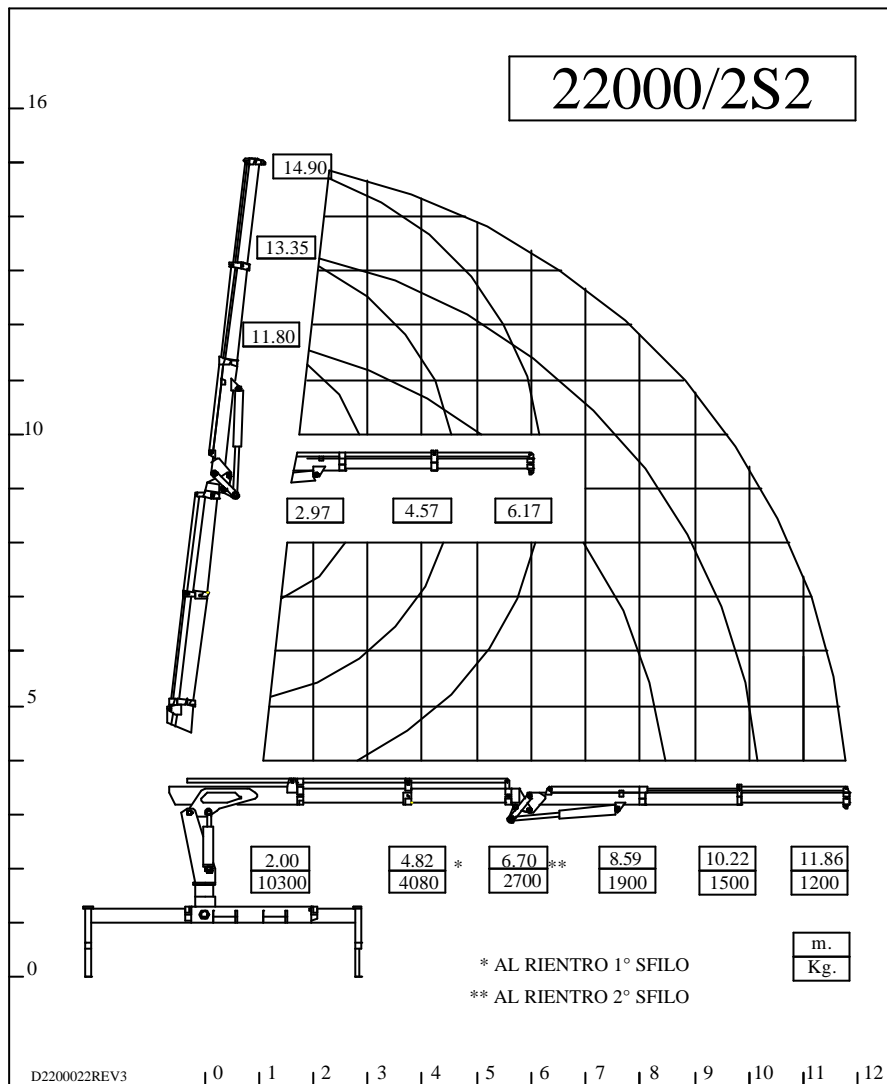 22000/2S2
16
14.90
13.35
11.80
10
2.97 4.57 6.17
5
2.00 4.82 * 6.70 ** 8.59 10.22 11.86
10300 4080 2700 1900 1500 1200
m.
Kg.
* AL RIENTRO 1° SFILO
** AL RIENTRO 2° SFILO
0
D2200022REV3
0 1 2 3 4 5 6 7 8 9 10 11 12